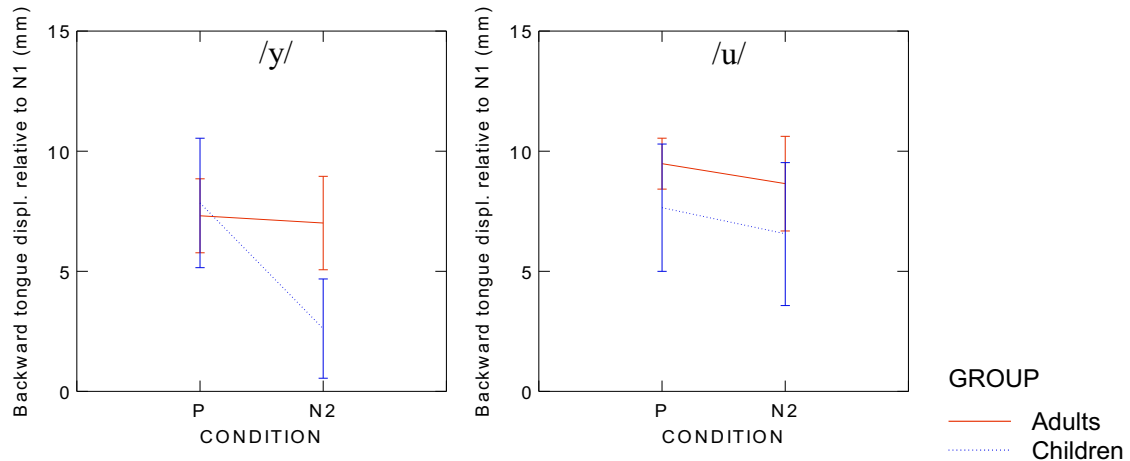 Backward tongue displ. relative to N1 (mm)
15
10
5
0
/y/
P N2
CONDITION
Backward tongue displ. relative to N1 (mm)
15
10
5
0
/u/
P N2
CONDITION
GROUP
Adults
Children